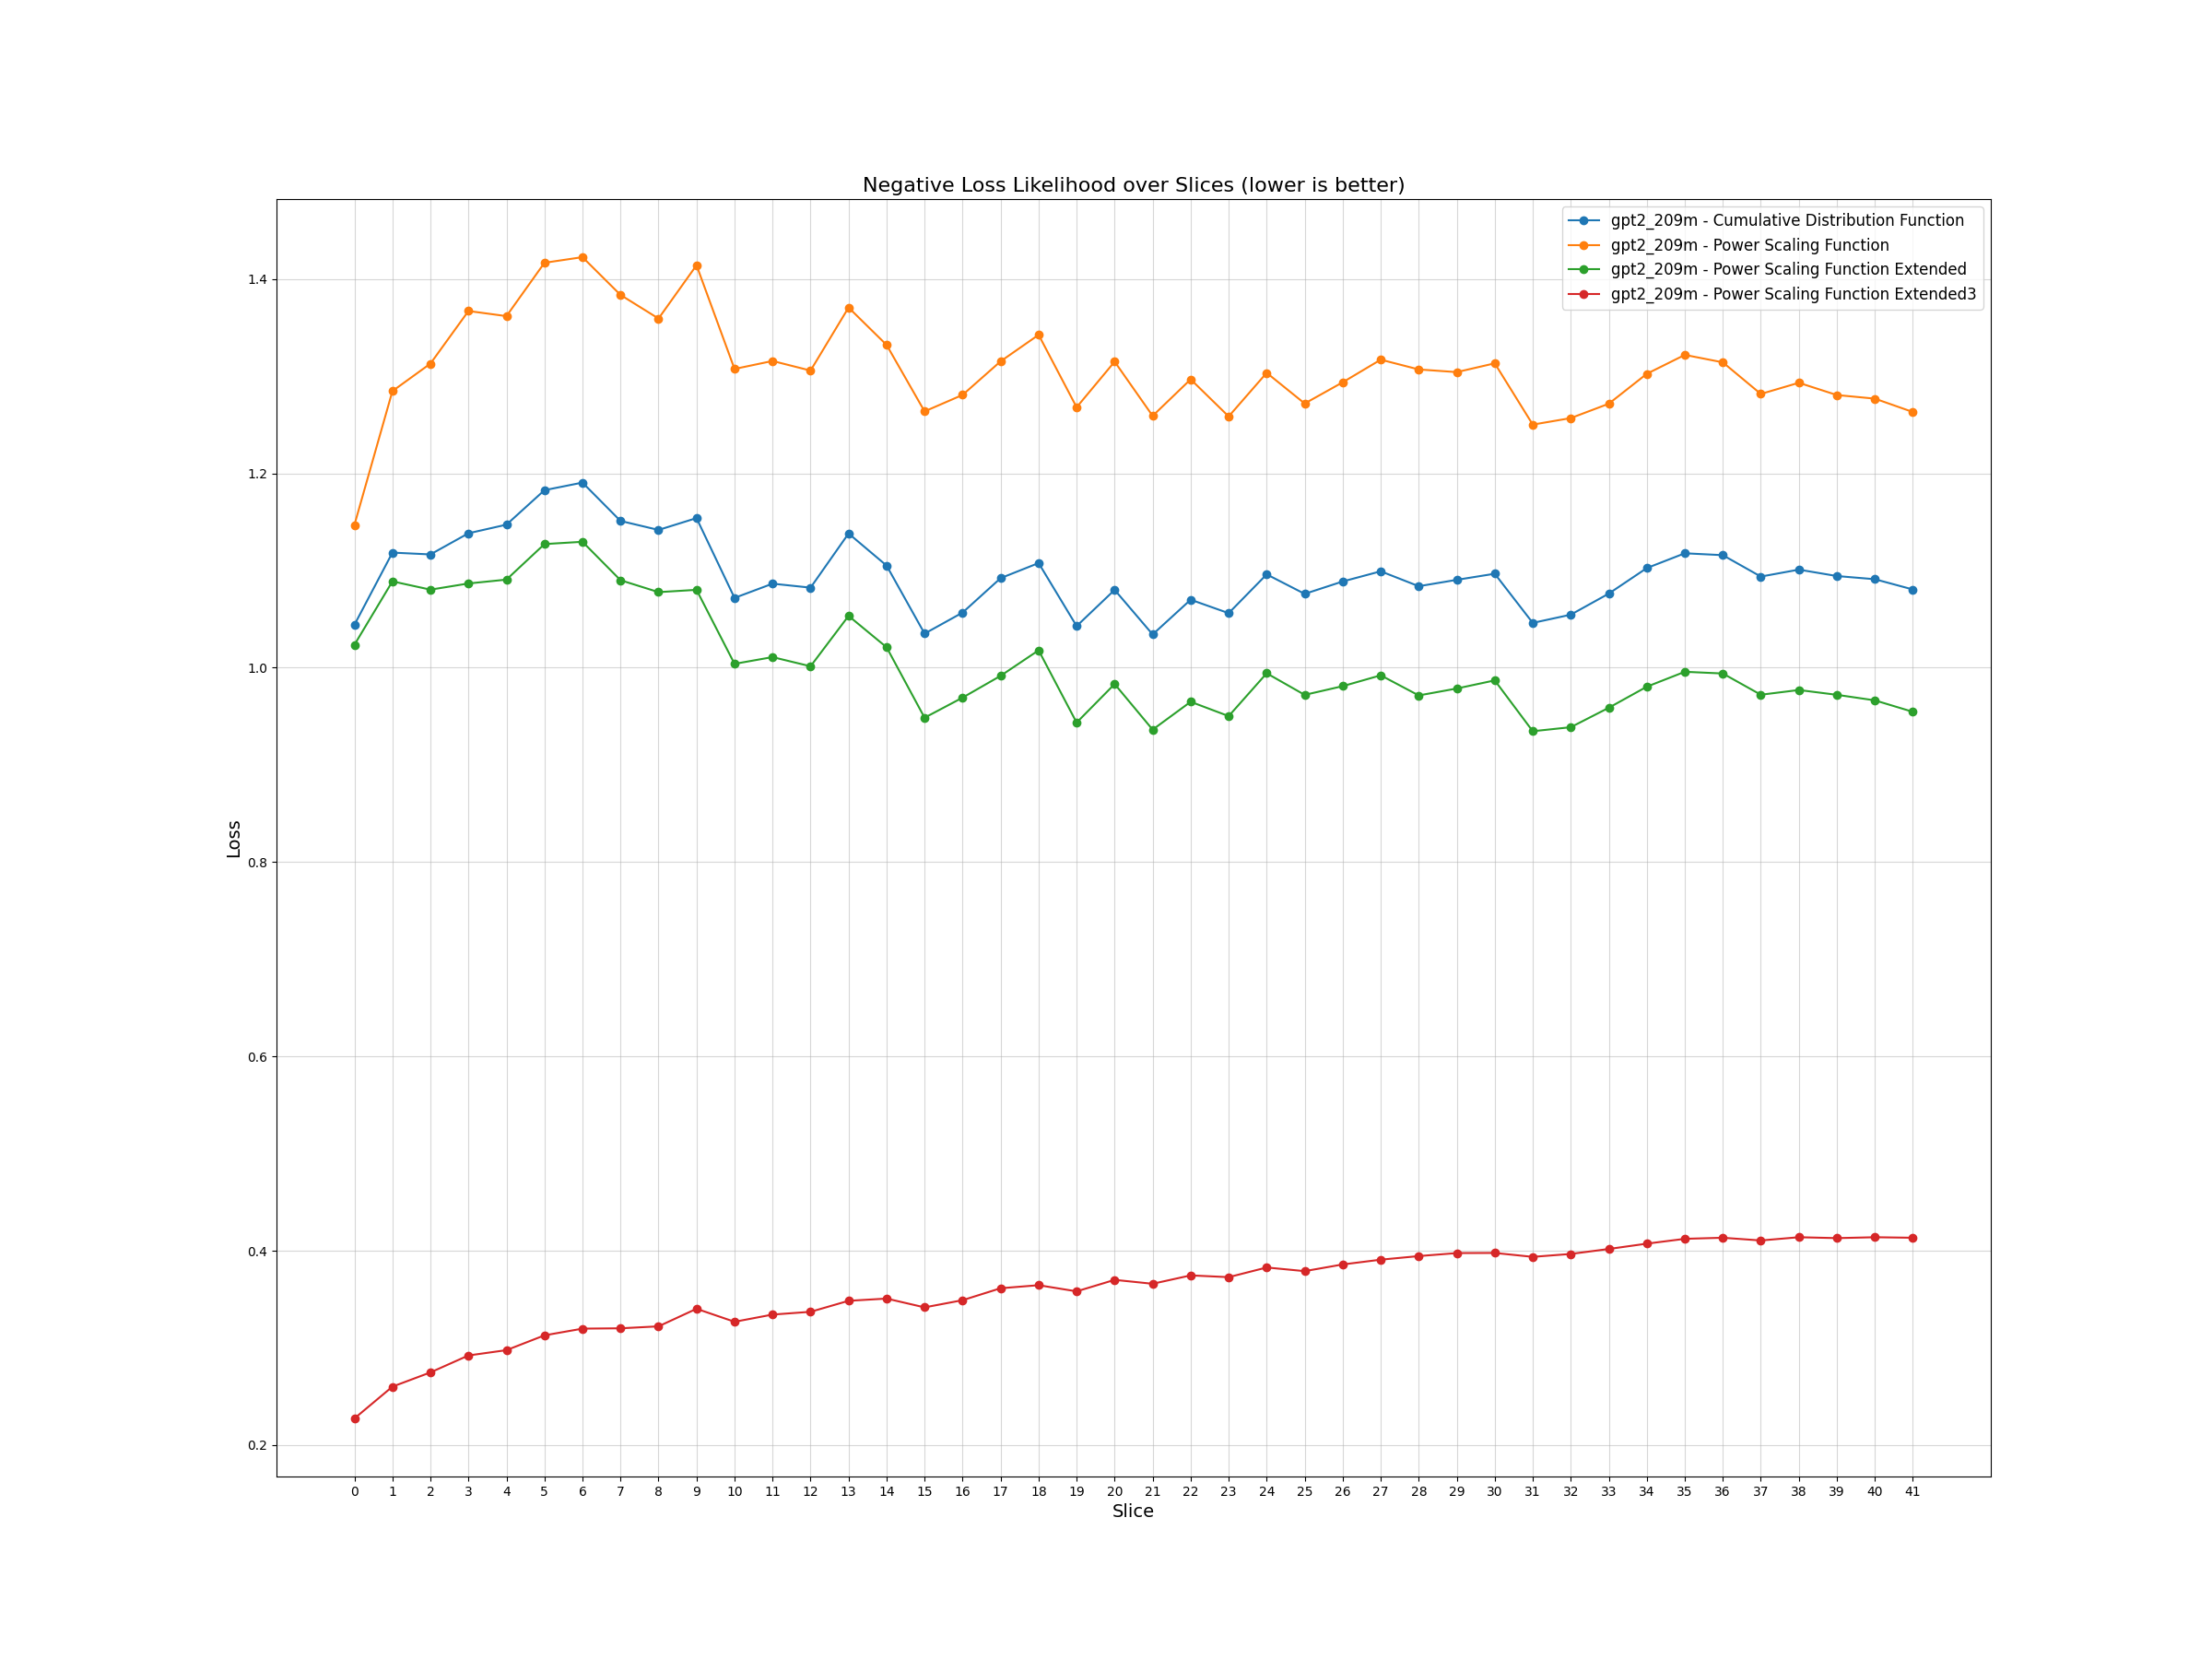 Negative Loss Likelihood over Slices (lower is better)
gpt2_209m - Cumulative Distribution Function
gpt2_209m - Power Scaling Function
gpt2_209m - Power Scaling Function Extended
gpt2_209m - Power Scaling Function Extended3
1.4
1.2
1.0
0.8
0.6
0.4
0.2
Loss
0 1 2 3 4 5 6 7 8 9 10 11 12 13 14 15 16 17 18 19 20 21 22 23 24 25 26 27 28 29 30 31 32 33 34 35 36 37 38 39 40 41
Slice